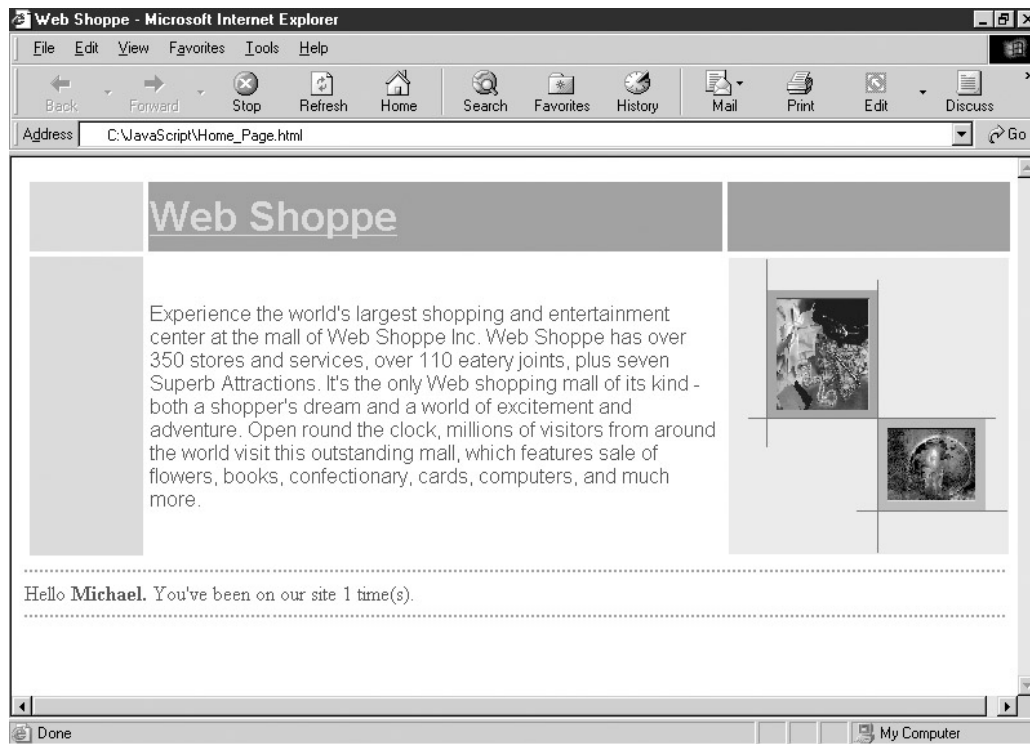 Web Shoppe - Microsoft Internet Explorer
File Edit View Favorites Tools Help
Back Forward Stop Refresh Home Search Favorites History Mail Print Edit Discuss
Address C:\JavaScript\Home_Page.html Go
Web Shoppe
Experience the world's largest shopping and entertainment
center at the mall of Web Shoppe Inc. Web Shoppe has over
350 stores and services, over 110 eatery joints, plus seven
Superb Attractions. It's the only Web shopping mall of its kind -
both a shopper's dream and a world of excitement and
adventure. Open round the clock, millions of visitors from around
the world visit this outstanding mall, which features sale of
flowers, books, confectionary, cards, computers, and much
more.
Hello Michael. You've been on our site 1 time(s).
Done My Computer